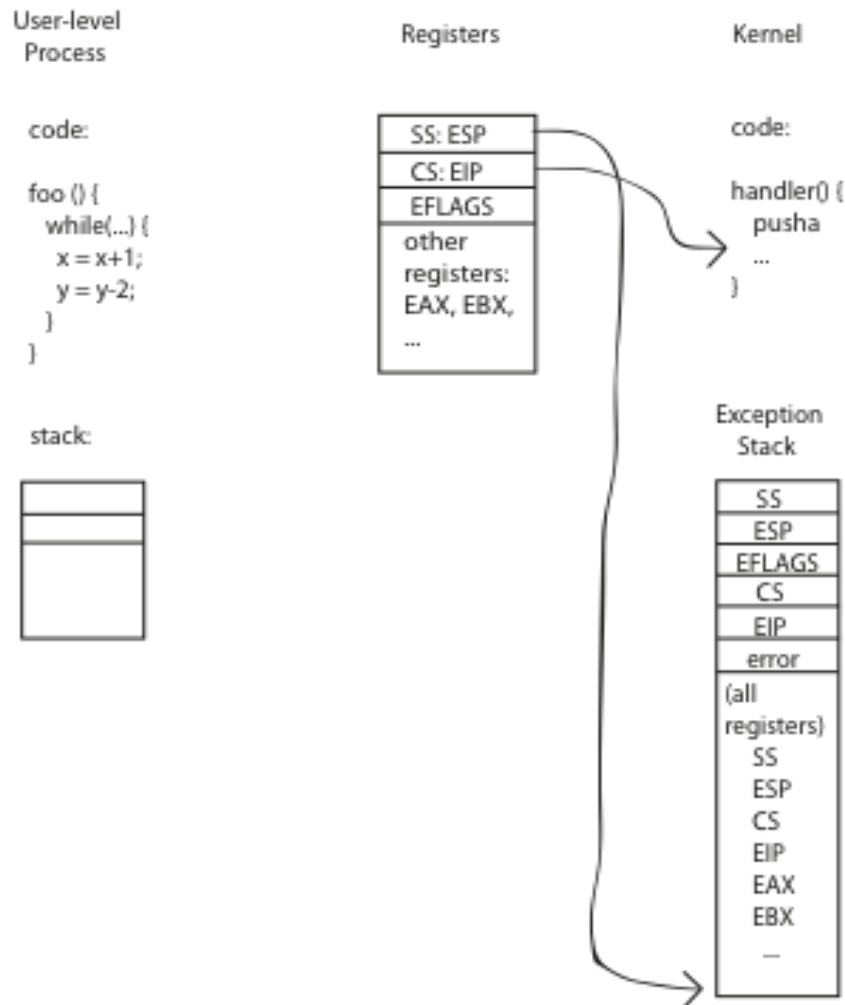 User-level
Process
code:
foo () {
while(...) {
x = x+1;
y = y-2;
}
}
stack:
Registers
SS: ESP
CS: EIP
EFLAGS
other
registers:
EAX, EBX,
...
Kernel
code:
handler() {
pusha
...
}
Exception
Stack
SS
ESP
EFLAGS
CS
EIP
error
(all
registers)
SS
ESP
CS
EIP
EAX
EBX
...